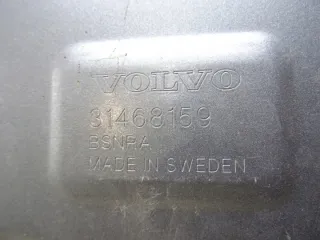 VOLVO
31468159
BSNRA
MADE IN SWEDEN